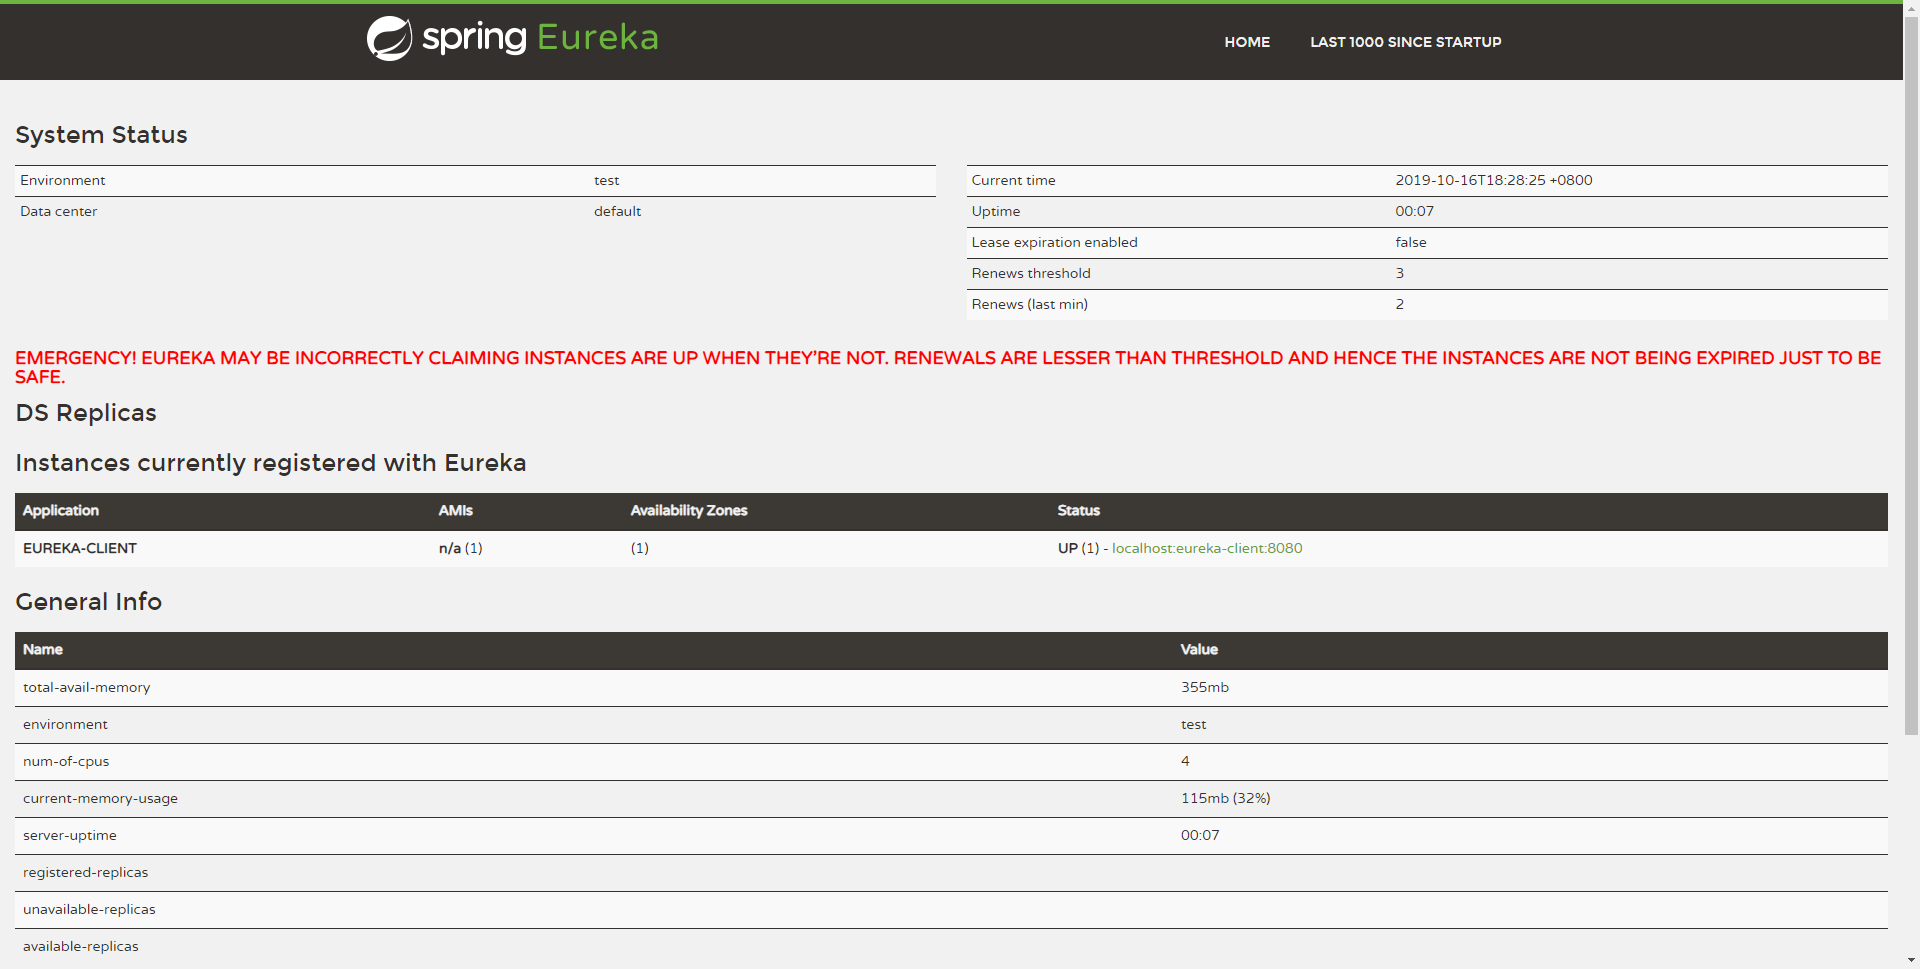 spring Eureka
HOME LAST 1000 SINCE STARTUP
System Status
Environment test
Data center default
Current time 2019-10-16T18:28:25 +0800
Uptime 00:07
Lease expiration enabled false
Renews threshold 3
Renews (last min) 2
EMERGENCY! EUREKA MAY BE INCORRECTLY CLAIMING INSTANCES ARE UP WHEN THEY'RE NOT. RENEWALS ARE LESSER THAN THRESHOLD AND HENCE THE INSTANCES ARE NOT BEING EXPIRED JUST TO BE
SAFE.
DS Replicas
Instances currently registered with Eureka
Application AMIs Availability Zones Status
EUREKA-CLIENT n/a (1) (1) UP (1) - localhost:eureka-client:8080
General Info
Name Value
total-avail-memory 355mb
environment test
num-of-cpus 4
current-memory-usage 115mb (32%)
server-uptime 00:07
registered-replicas
unavailable-replicas
available-replicas